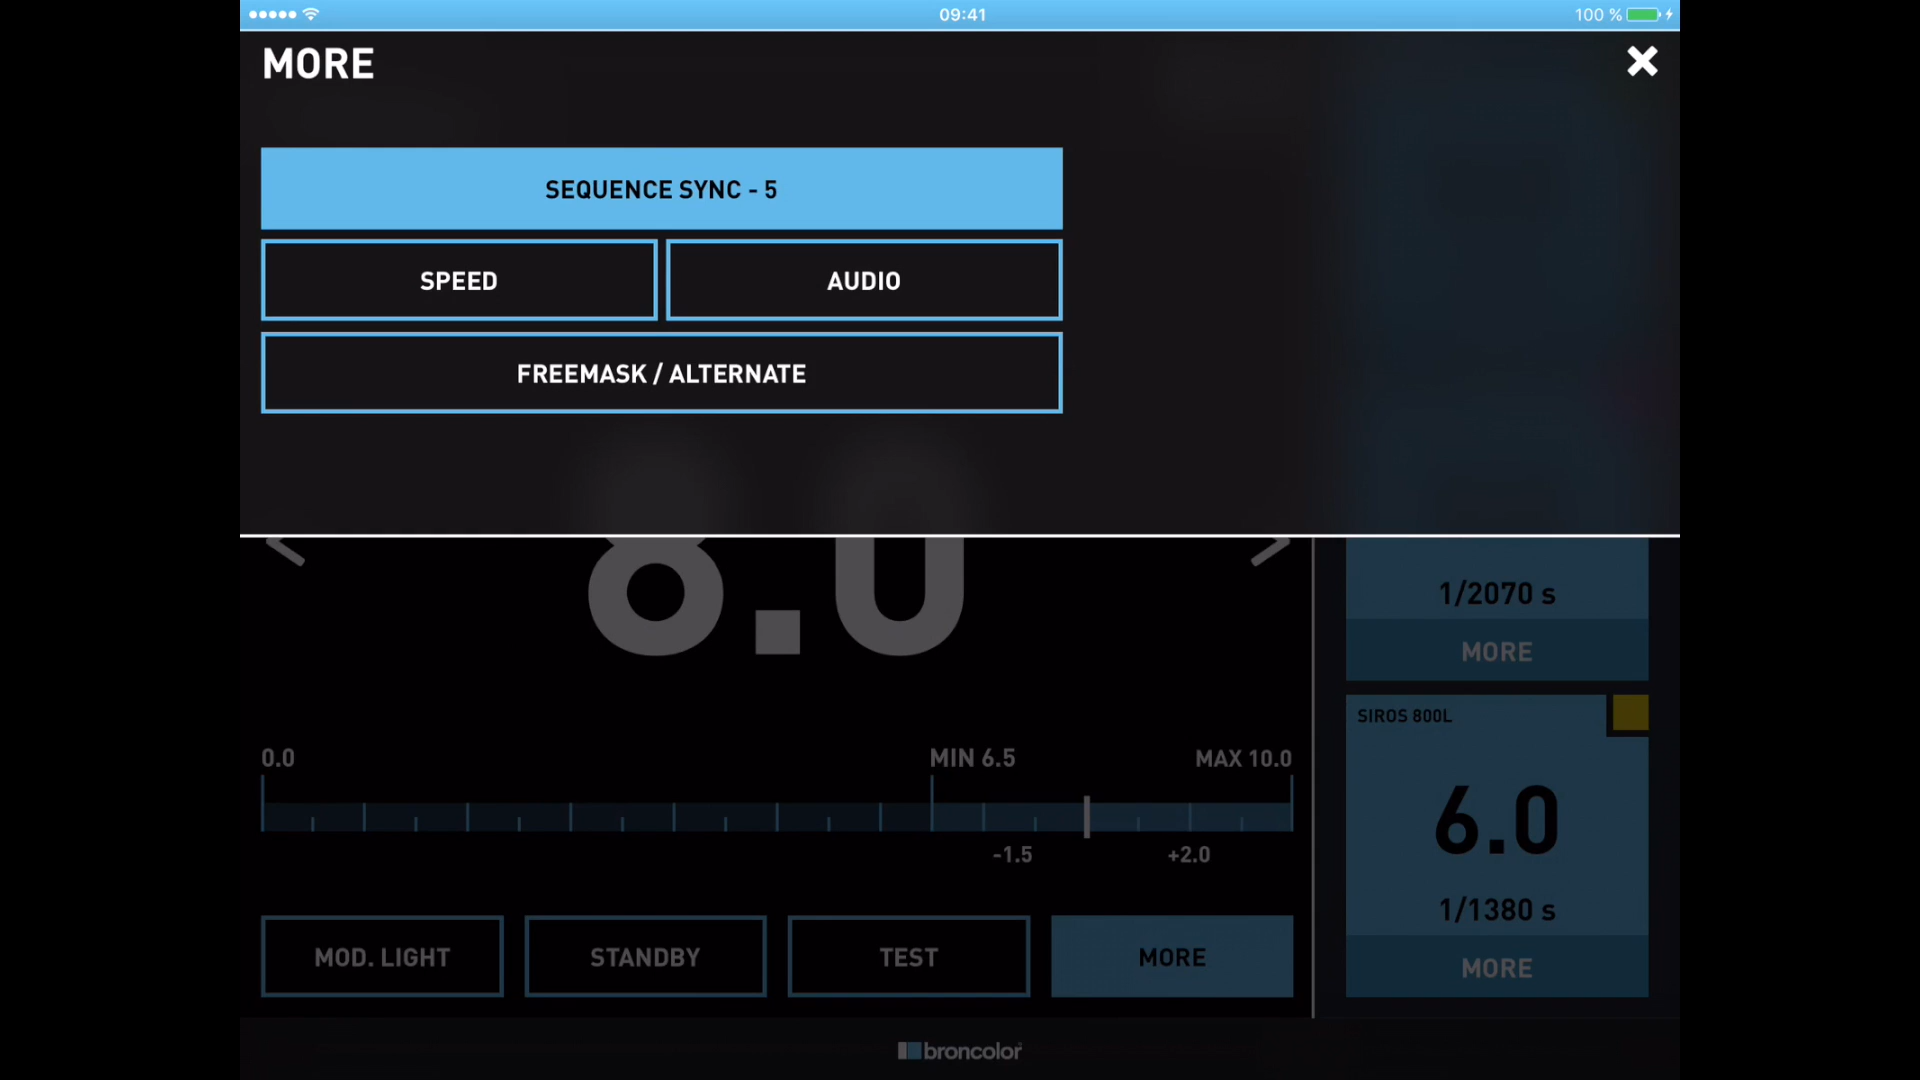 09:41
100 %
MORE
SEQUENCE SYNC - 5
SPEED
AUDIO
FREEMASK / ALTERNATE
8.0
1/2070 s
MORE
0.0
MIN 6.5
MAX 10.0
-1.5
+2.0
SIROS 800L
6.0
1/1380 s
MORE
MOD. LIGHT
STANDBY
TEST
MORE
broncolor